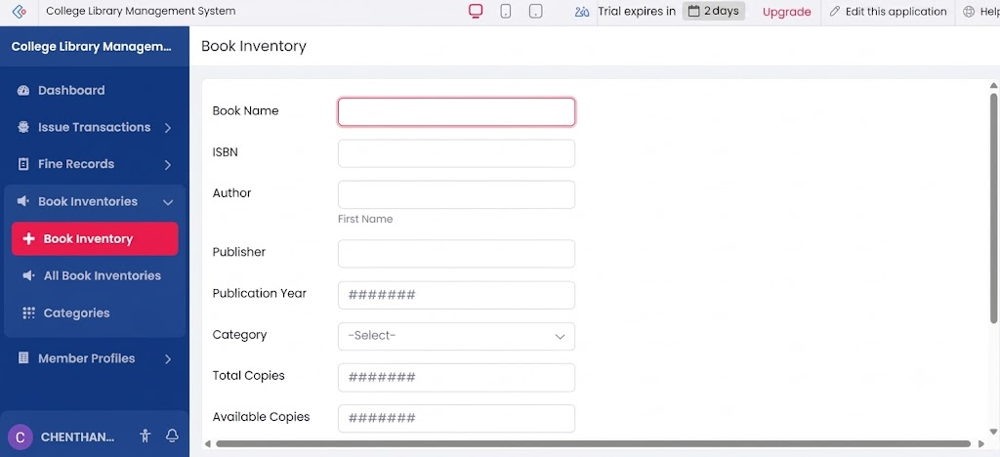 College Library Management System
Trial expires in 2 days Upgrade Edit this application Help
College Library Managem...
Book Inventory
Dashboard
Issue Transactions
Fine Records
Book Inventories
Book Inventory
All Book Inventories
Categories
Member Profiles
C CHENTHAN...
Book Name
ISBN
Author
First Name
Publisher
Publication Year #######
Category -Select-
Total Copies #######
Available Copies #######